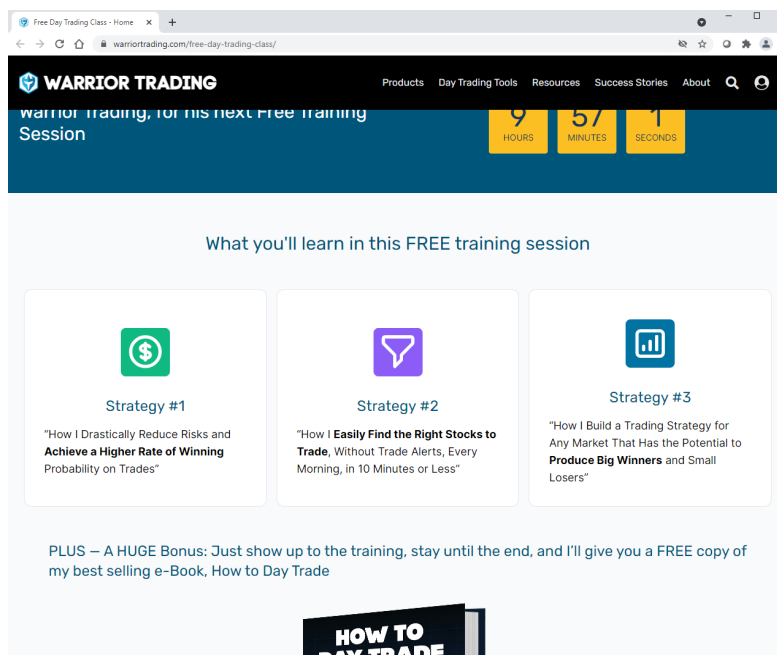 Free Day Trading Class - Home
warriortrading.com/free-day-trading-class/
WARRIOR TRADING
Products Day Trading Tools Resources Success Stories About
Warrior Trading, for his next Free Training
Session
9 57 1
HOURS MINUTES SECONDS
What you'll learn in this FREE training session
Strategy #1
"How I Drastically Reduce Risks and
Achieve a Higher Rate of Winning
Probability on Trades"
Strategy #2
"How I Easily Find the Right Stocks to
Trade, Without Trade Alerts, Every
Morning, in 10 Minutes or Less"
Strategy #3
"How I Build a Trading Strategy for
Any Market That Has the Potential to
Produce Big Winners and Small
Losers"
PLUS — A HUGE Bonus: Just show up to the training, stay until the end, and I'll give you a FREE copy of
my best selling e-Book, How to Day Trade
HOW TO
DAY TRADE